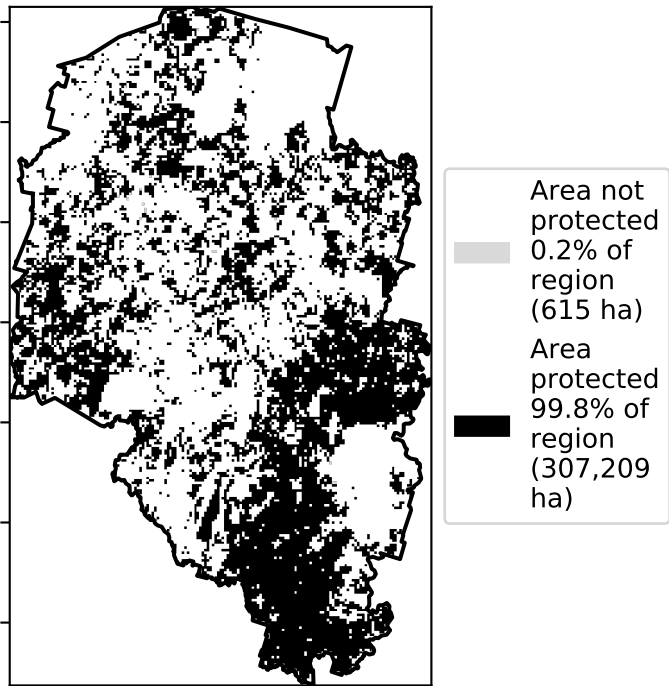 Area not
protected
0.2% of
region
(615 ha)
Area
protected
99.8% of
region
(307,209
ha)